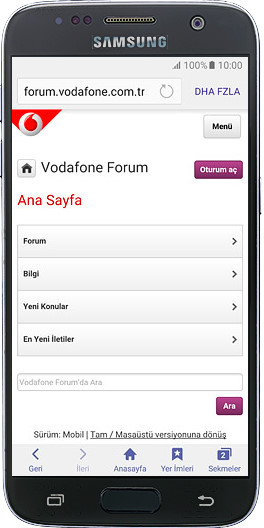 SAMSUNG
100% 10:00
forum.vodafone.com.tr DHA FZLA
Menü
Vodafone Forum Oturum aç
Ana Sayfa
Forum
Bilgi
Yeni Konular
En Yeni İletiler
Vodafone Forum'da Ara
Ara
Sürüm: Mobil | Tam / Masaüstü versiyonuna dönüş
2
Geri İleri Anasayfa Yer İmleri Sekmeler